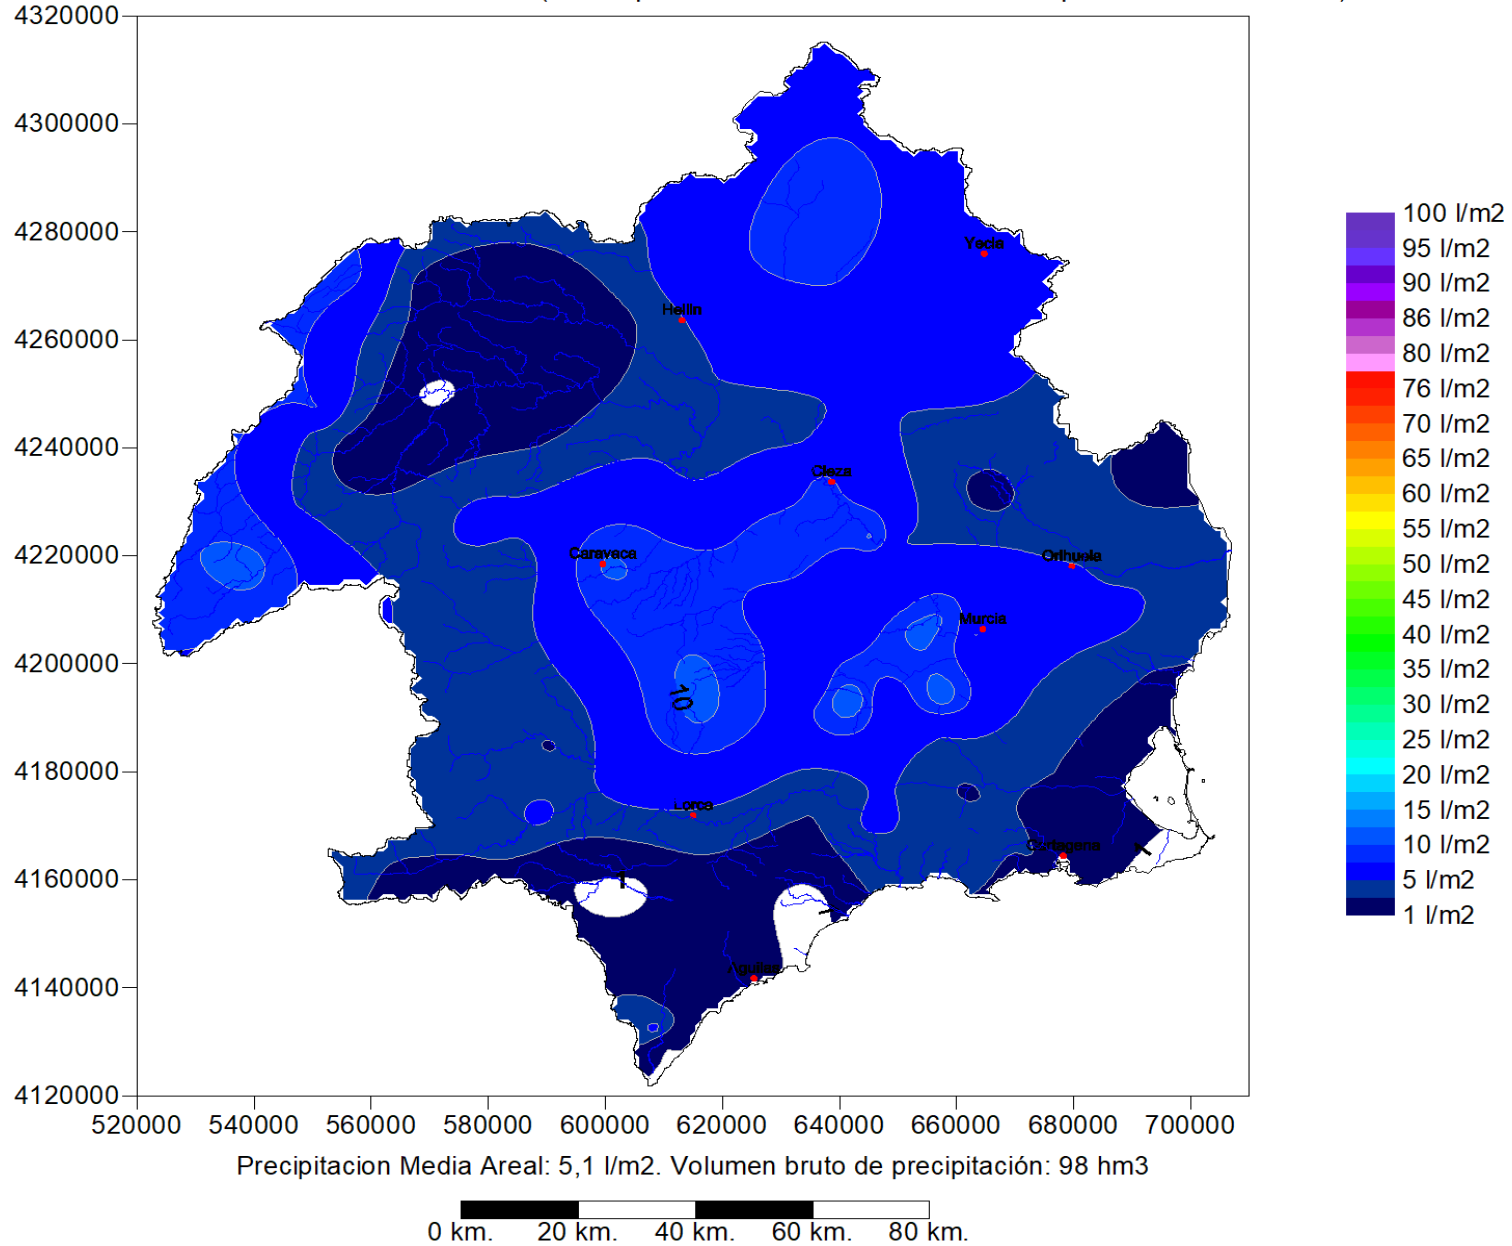 4320000
4300000
4280000
4260000
4240000
4220000
4200000
4180000
4160000
4140000
4120000
520000 540000 560000 580000 600000 620000 640000 660000 680000 700000
Yecla
Hellin
Cieza
Caravaca
Orihuela
Murcia
10
Lorca
Cartagena
1
1
1
Aguilas
100 l/m2
95 l/m2
90 l/m2
86 l/m2
80 l/m2
76 l/m2
70 l/m2
65 l/m2
60 l/m2
55 l/m2
50 l/m2
45 l/m2
40 l/m2
35 l/m2
30 l/m2
25 l/m2
20 l/m2
15 l/m2
10 l/m2
5 l/m2
1 l/m2
Precipitacion Media Areal: 5,1 l/m2. Volumen bruto de precipitación: 98 hm3
0 km. 20 km. 40 km. 60 km. 80 km.